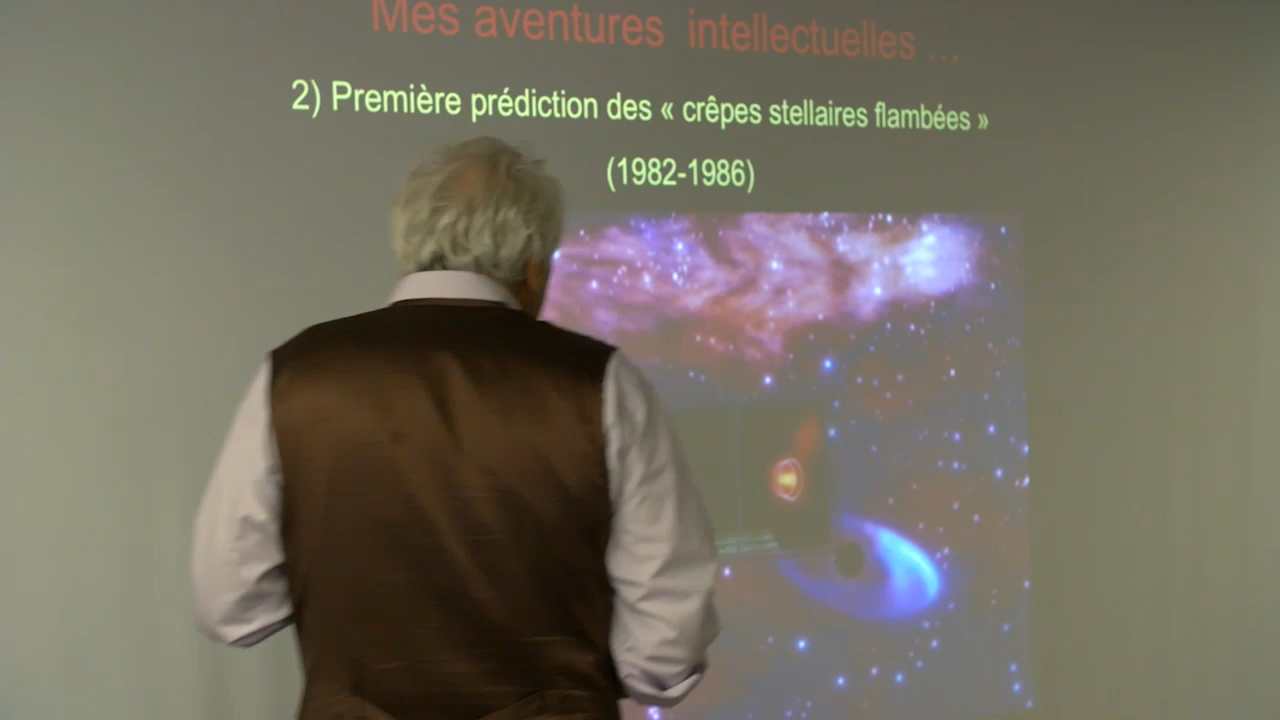 Mes aventures intellectuelles ...
2) Première prédiction des « crêpes stellaires flambées »
(1982-1986)